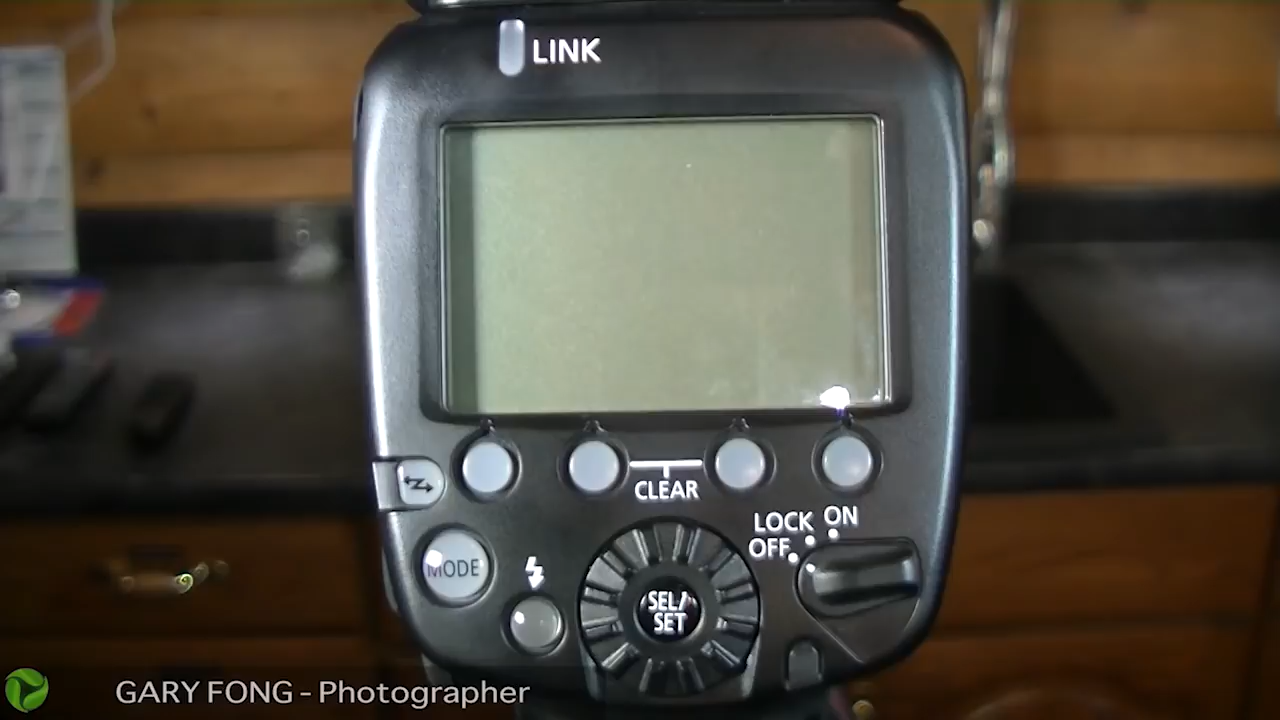 LINK
CLEAR
LOCK ON
OFF
MODE
SEL/
SET
GARY FONG - Photographer